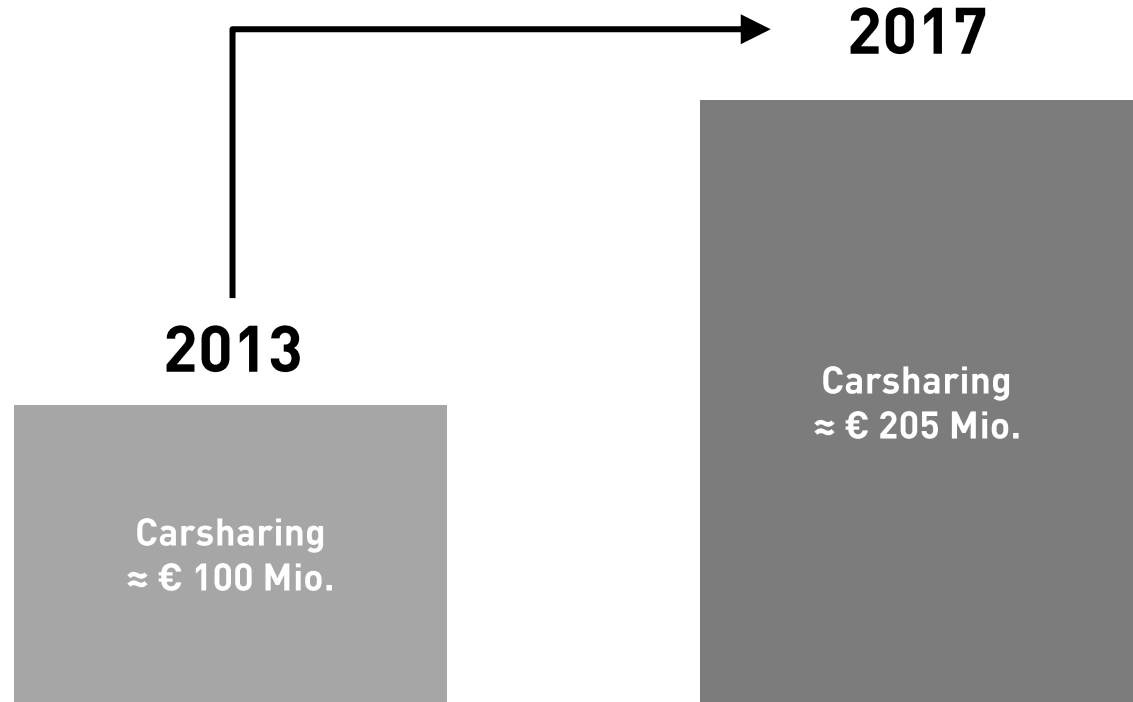 2017
2013
Carsharing
≈ € 205 Mio.
Carsharing
≈ € 100 Mio.